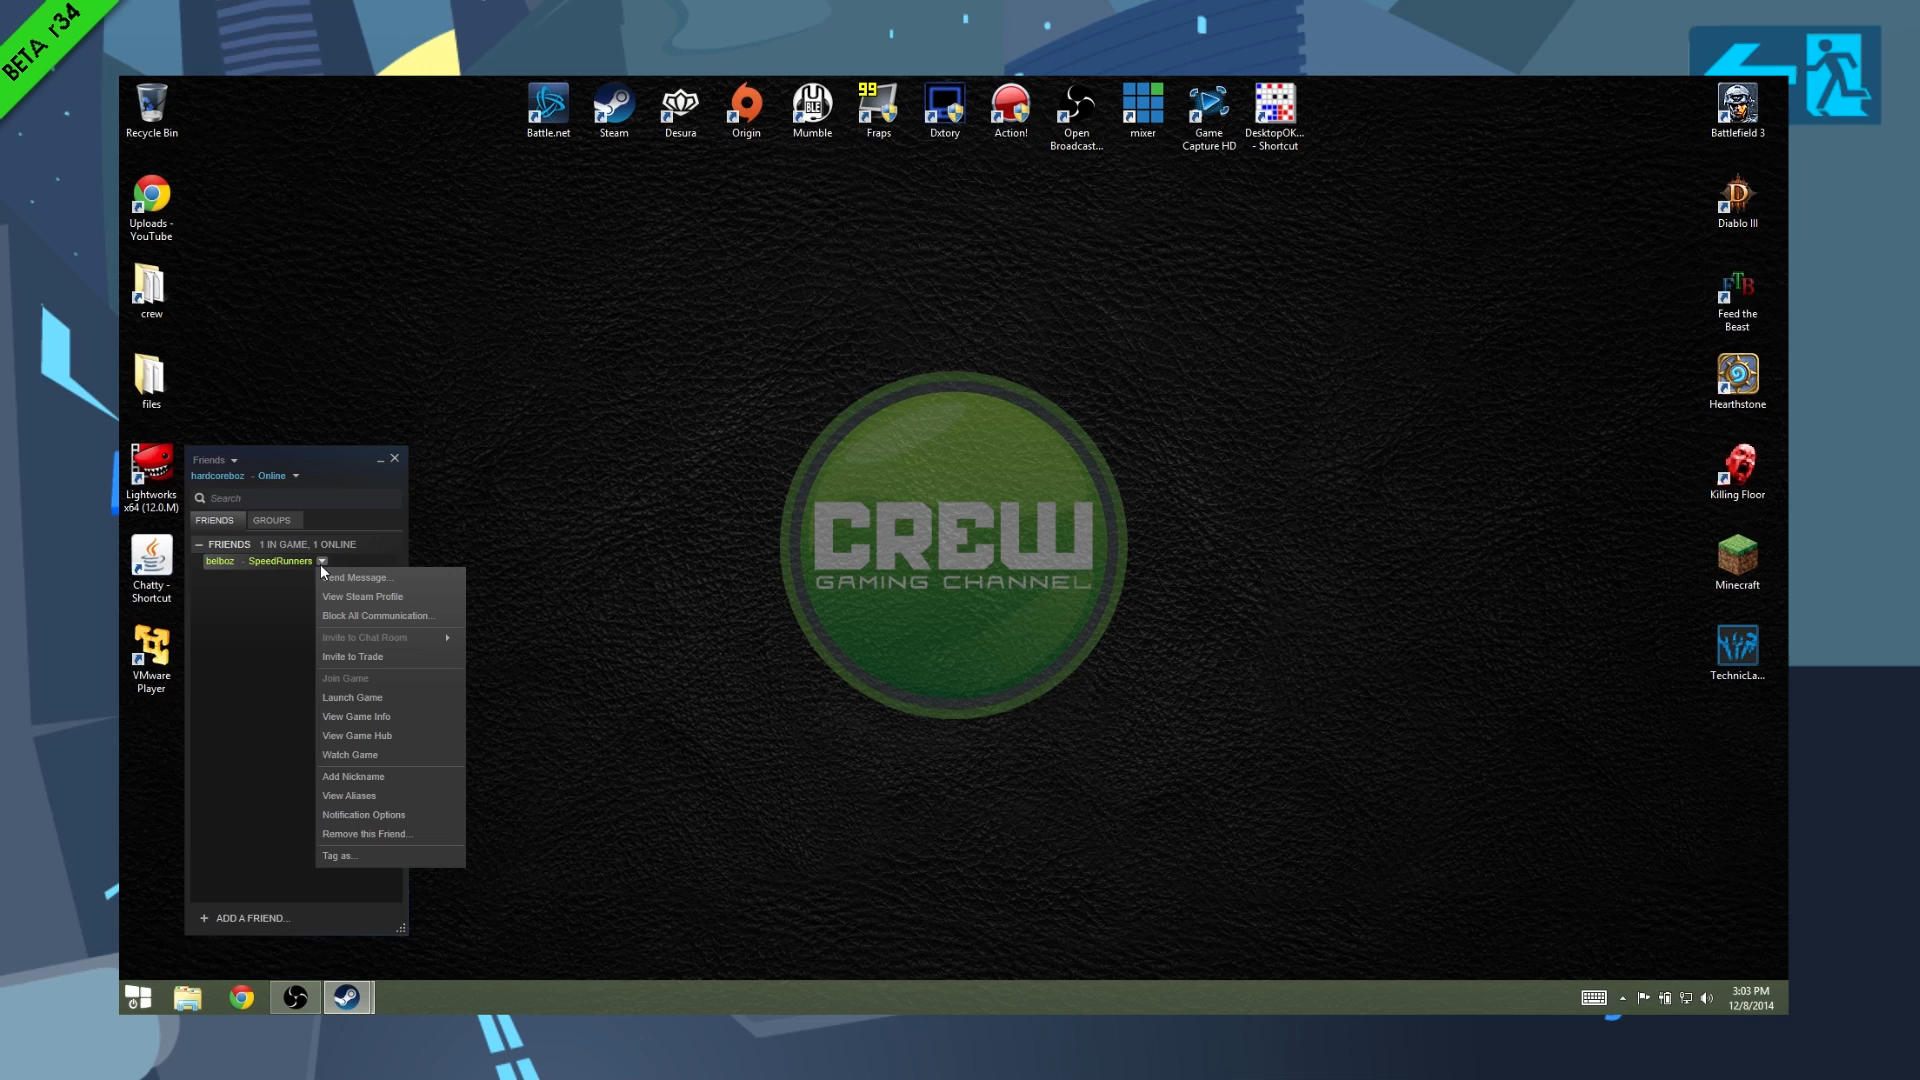 BETA r34
Recycle Bin
Battle.net
Steam
Desura
Origin
Mumble
BLE
99
Fraps
Dxtory
Action!
Open
Broadcast...
mixer
Game
Capture HD
DesktopOK...
- Shortcut
Battlefield 3
Uploads -
YouTube
Diablo III
crew
FTB
Feed the
Beast
files
Hearthstone
Lightworks
x64 (12.0.M)
Killing Floor
Chatty -
Shortcut
Minecraft
VMware
Player
TechnicLa...
CREW
GAMING CHANNEL
Friends
hardcoreboz - Online
Search
FRIENDS
GROUPS
FRIENDS 1 IN GAME, 1 ONLINE
belboz - SpeedRunners
end Message...
View Steam Profile
Block All Communication...
Invite to Chat Room
Invite to Trade
Join Game
Launch Game
View Game Info
View Game Hub
Watch Game
Add Nickname
View Aliases
Notification Options
Remove this Friend...
Tag as...
+ ADD A FRIEND...
3:03 PM
12/8/2014